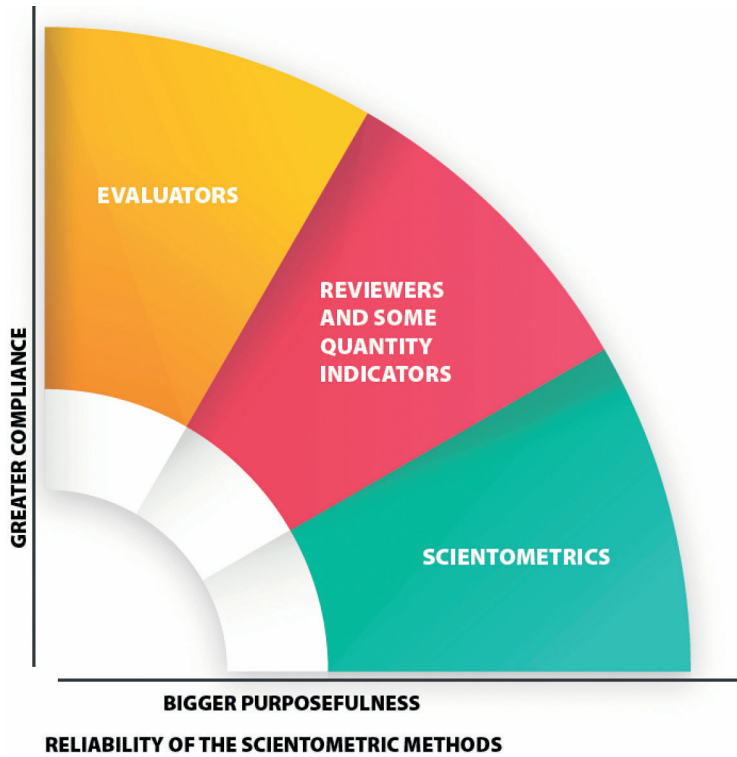 EVALUATORS
REVIEWERS
AND SOME
QUANTITY
INDICATORS
SCIENTOMETRICS
GREATER COMPLIANCE
BIGGER PURPOSEFULNESS
RELIABILITY OF THE SCIENTOMETRIC METHODS